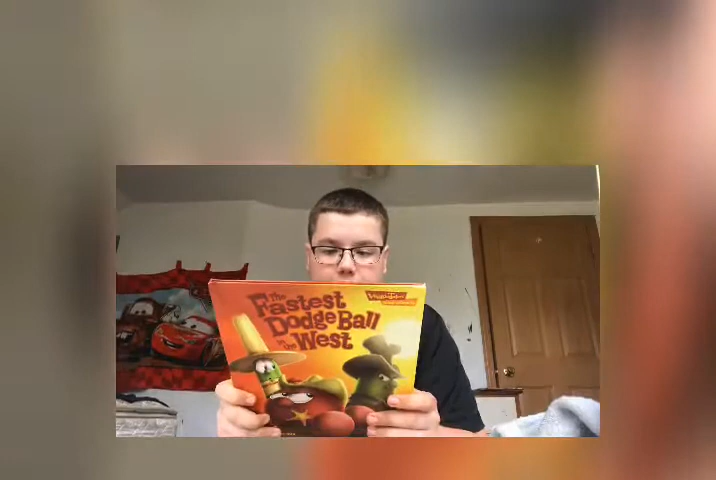 VeggieTales
The
Fastest
Dodge Ball
in the West